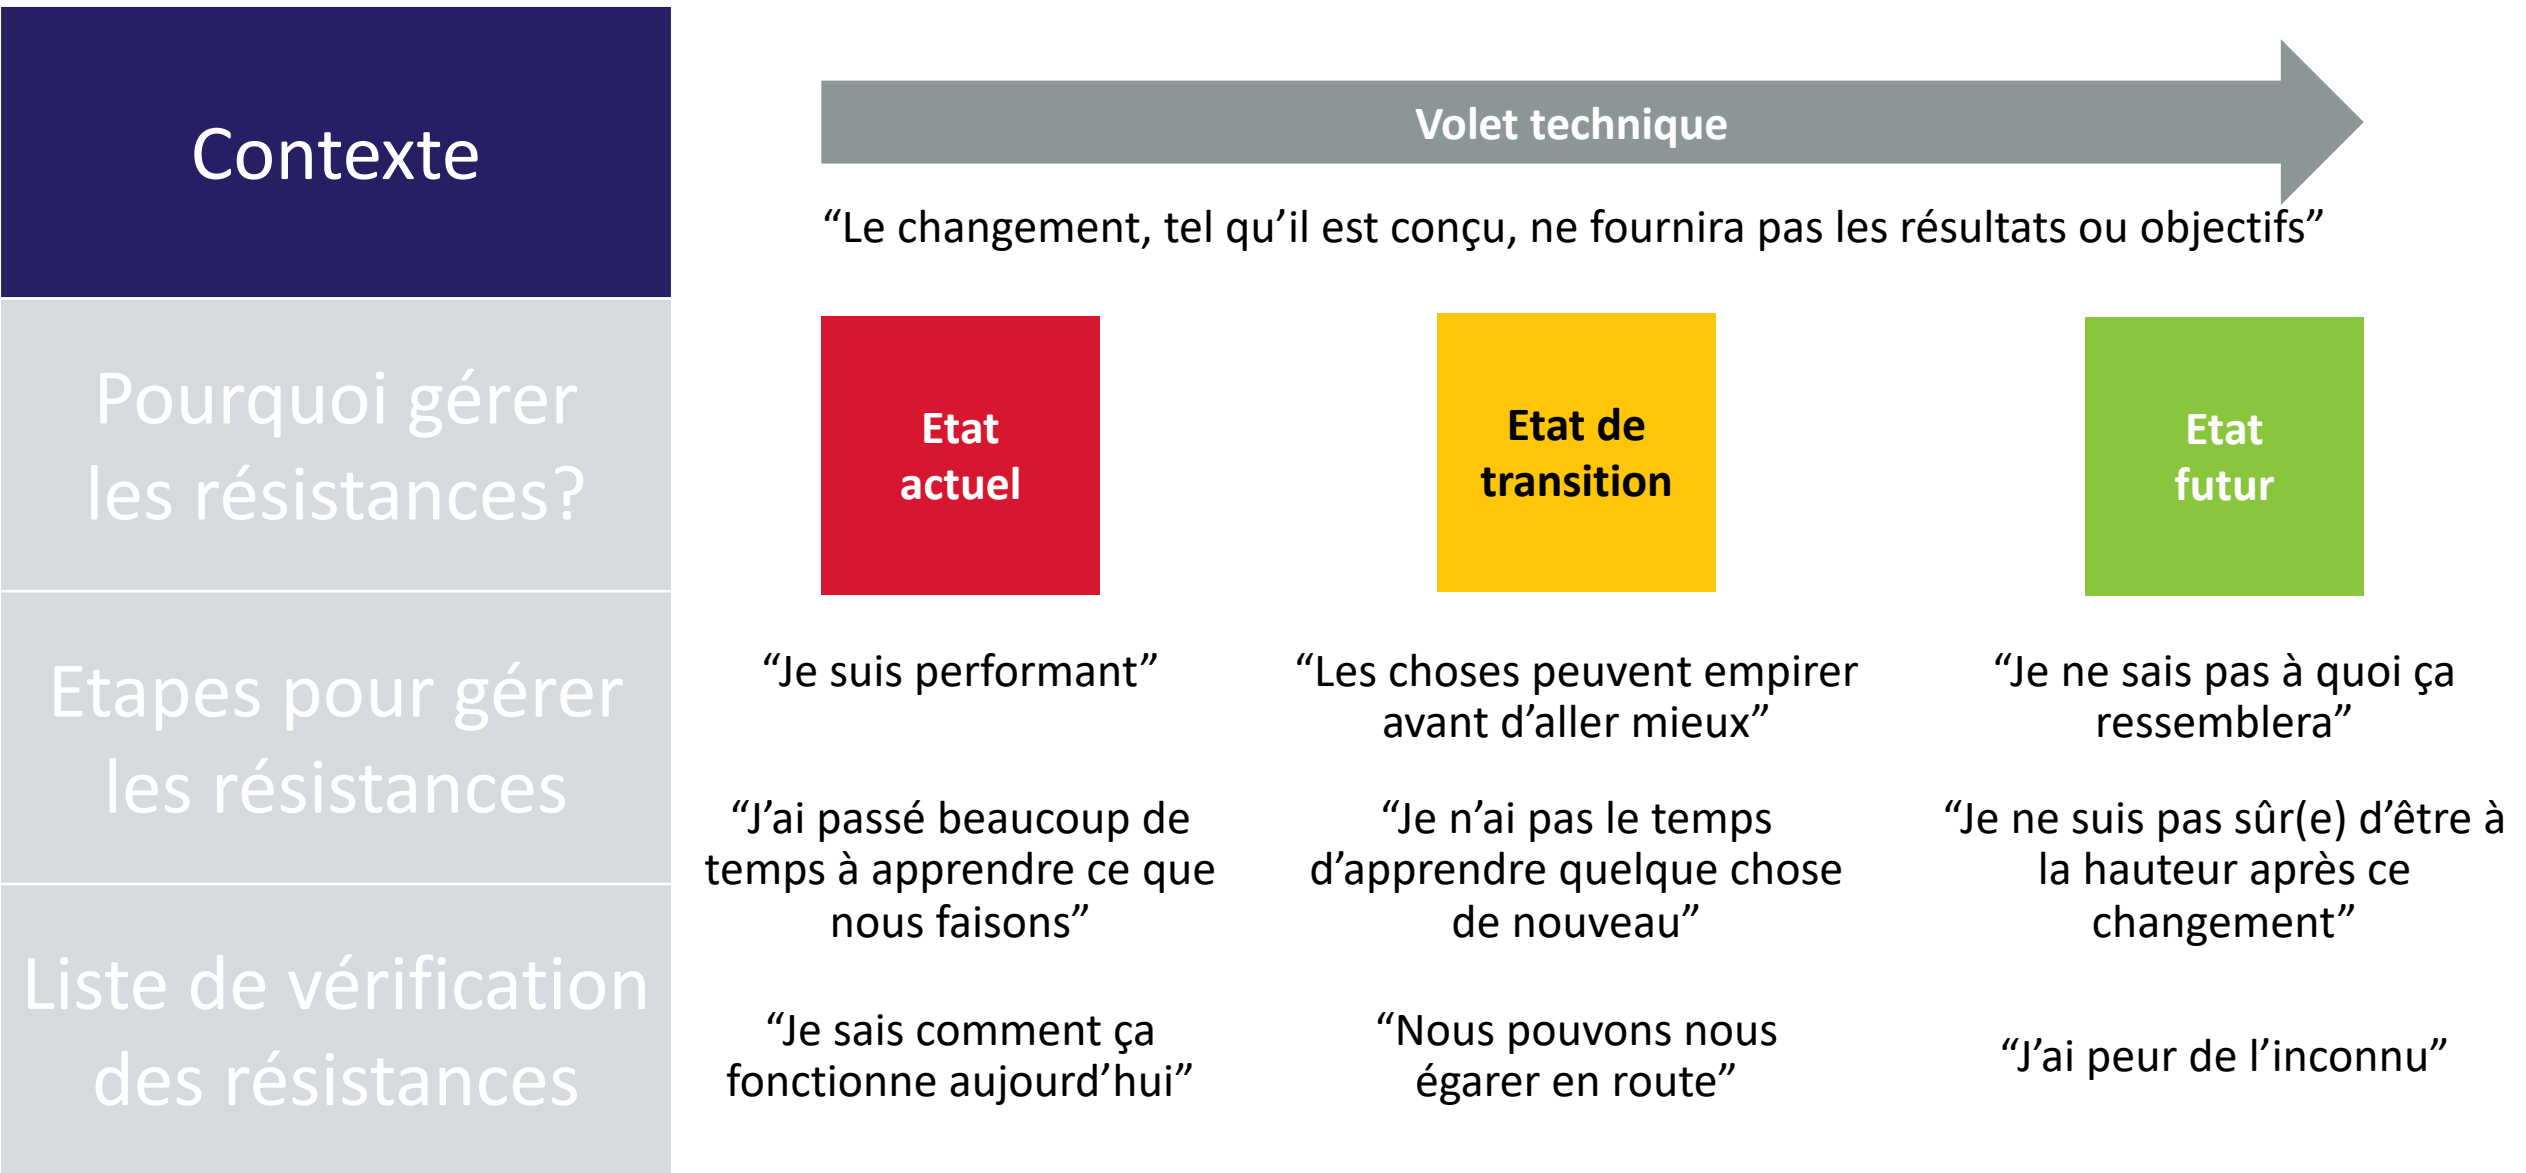 Contexte
Pourquoi gérer
les résistances?
Etapes pour gérer
les résistances
Liste de vérification
des résistances
Volet technique
“Le changement, tel qu’il est conçu, ne fournira pas les résultats ou objectifs”
Etat
actuel
“Je suis performant”
“J’ai passé beaucoup de
temps à apprendre ce que
nous faisons”
“Je sais comment ça
fonctionne aujourd’hui”
Etat de
transition
“Les choses peuvent empirer
avant d’aller mieux”
“Je n’ai pas le temps
d’apprendre quelque chose
de nouveau”
“Nous pouvons nous
égarer en route”
Etat
futur
“Je ne sais pas à quoi ça
ressemblera”
“Je ne suis pas sûr(e) d’être à
la hauteur après ce
changement”
“J’ai peur de l’inconnu”